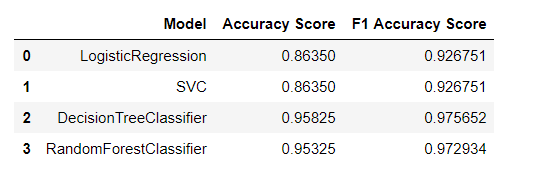 Model Accuracy Score F1 Accuracy Score
0 LogisticRegression 0.86350 0.926751
1 SVC 0.86350 0.926751
2 DecisionTreeClassifier 0.95825 0.975652
3 RandomForestClassifier 0.95325 0.972934